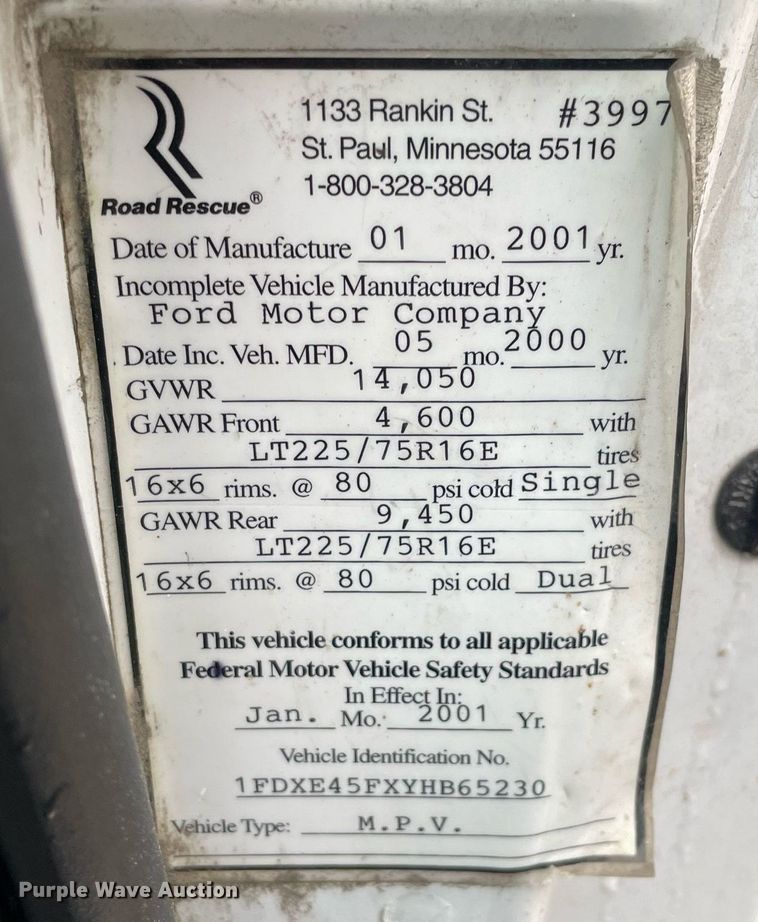 1133 Rankin St. #3997
St. Paul, Minnesota 55116
1-800-328-3804
Road Rescue®
Date of Manufacture 01 mo. 2001 yr.
Incomplete Vehicle Manufactured By:
Ford Motor Company
Date Inc. Veh. MFD. 05 mo. 2000 yr.
GVWR 14,050
GAWR Front 4,600 with
LT225/75R16E tires
16x6 rims. @ 80 psi cold Single
GAWR Rear 9,450 with
LT225/75R16E tires
16x6 rims. @ 80 psi cold Dual
This vehicle conforms to all applicable
Federal Motor Vehicle Safety Standards
In Effect In:
Jan. Mo. 2001 Yr.
Vehicle Identification No.
1FDXE45FXYHB65230
Vehicle Type: M.P.V.
Purple Wave Auction